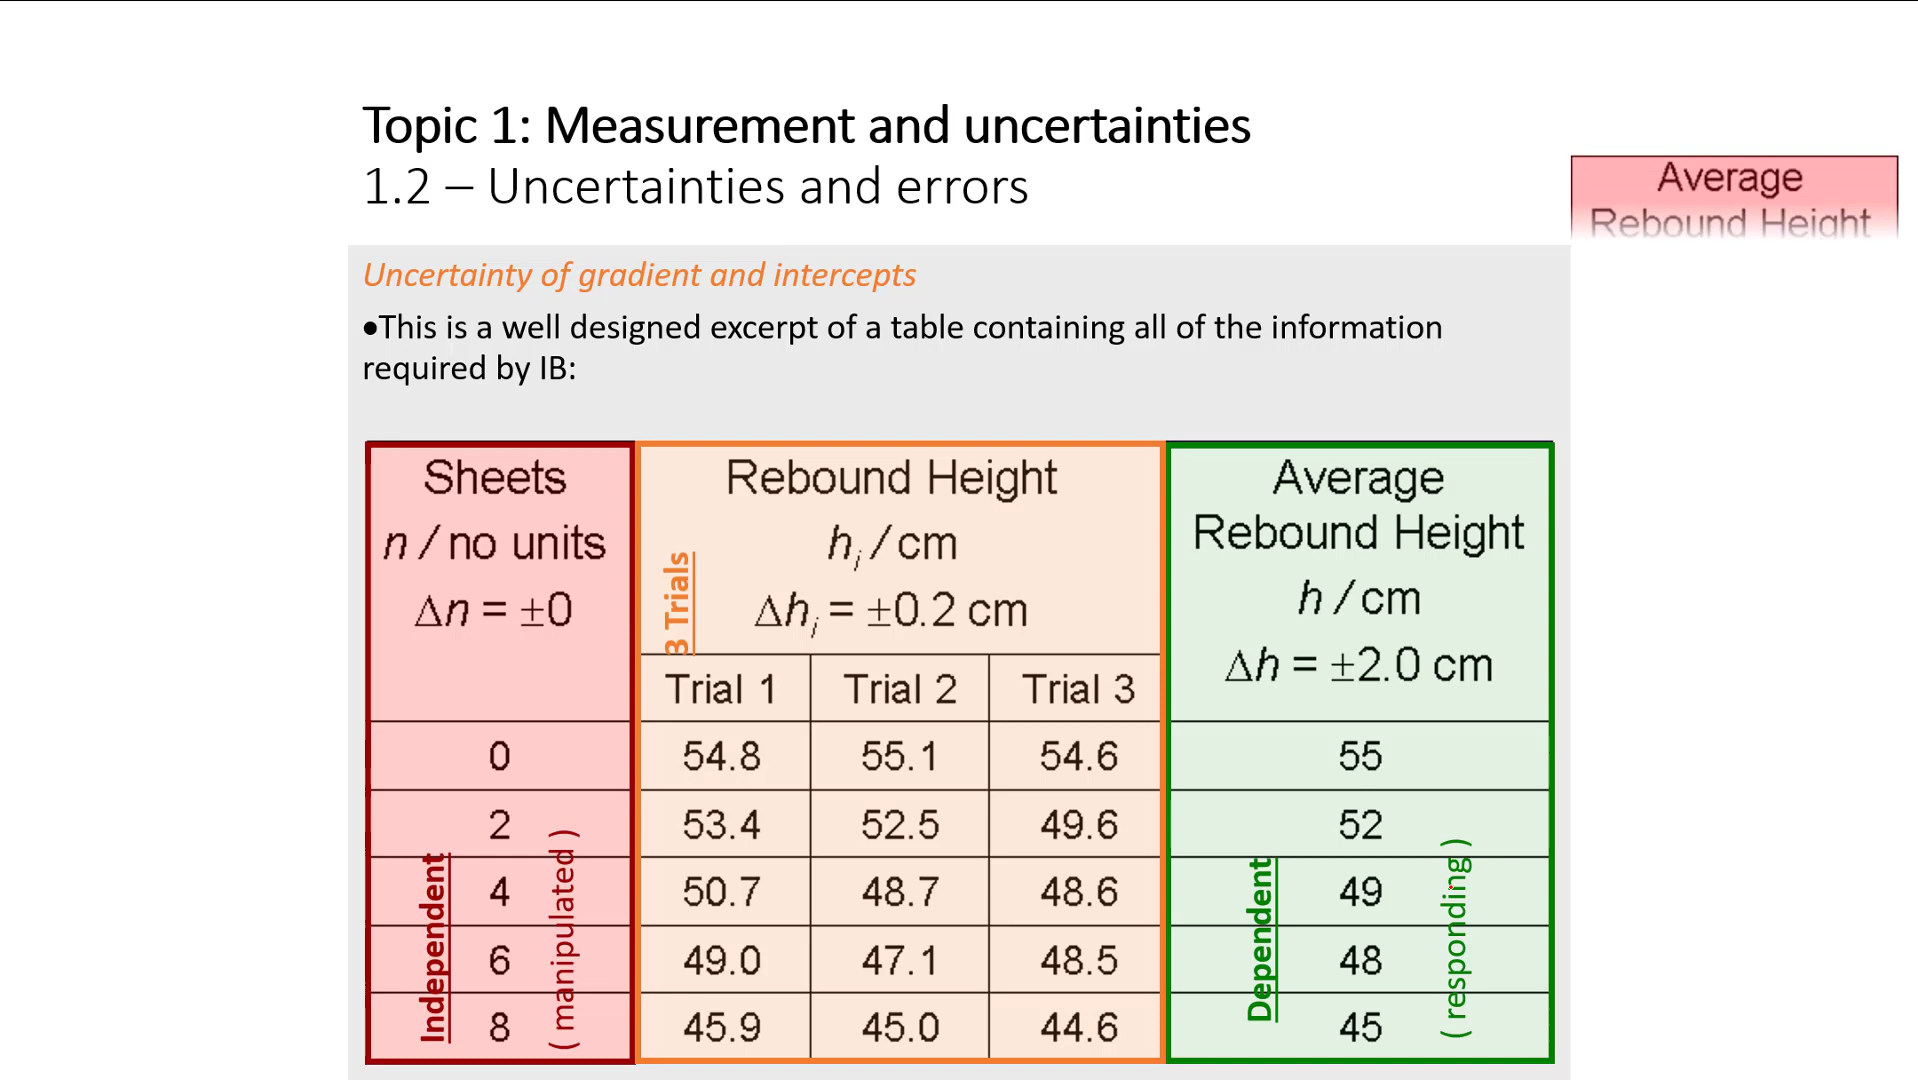 Topic 1: Measurement and uncertainties
1.2 – Uncertainties and errors
Average
Rebound Height
Uncertainty of gradient and intercepts
•This is a well designed excerpt of a table containing all of the information
required by IB:
Sheets
n / no units
Δn = ±0
Rebound Height
hi / cm
Δhi = ±0.2 cm
3 Trials
Average
Rebound Height
h / cm
Δh = ±2.0 cm
Trial 1 Trial 2 Trial 3
0 54.8 55.1 54.6 55
2 53.4 52.5 49.6 52
4 50.7 48.7 48.6 49
6 49.0 47.1 48.5 48
8 45.9 45.0 44.6 45
Independent
( manipulated )
Dependent
( responding )